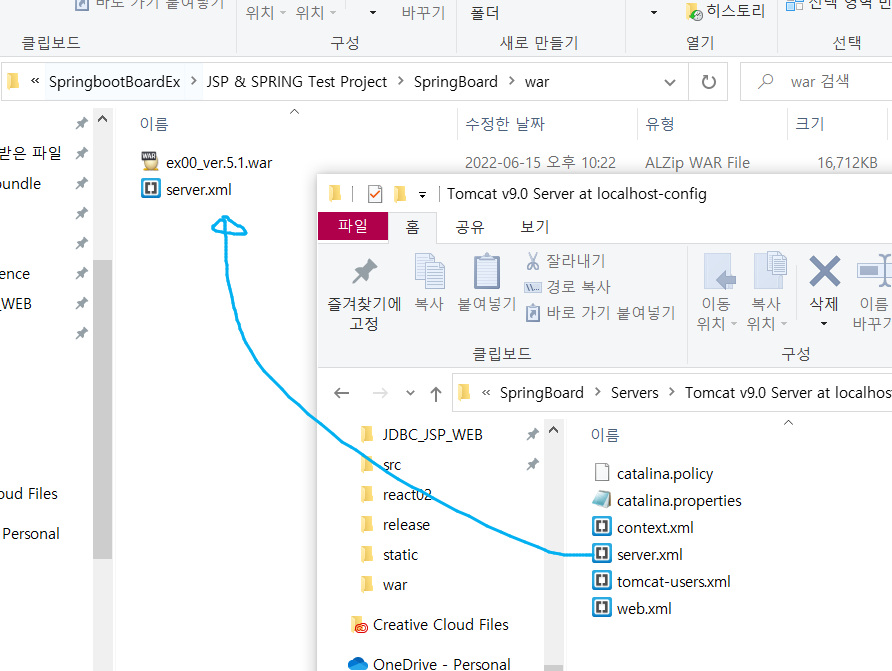 바로 가기 붙여넣기
위치 위치 바꾸기 폴더 히스토리
클립보드 구성 새로 만들기 열기 선택
« SpringbootBoardEx > JSP & SPRING Test Project > SpringBoard > war
war 검색
이름 수정한 날짜 유형 크기
ex00_ver.5.1.war 2022-06-15 오후 10:22 ALZip WAR File 16,712KB
server.xml
받은 파일
oundle
ence
_WEB
oud Files
Personal
Tomcat v9.0 Server at localhost-config
파일 홈 공유 보기
즐겨찾기에
고정
복사
붙여넣기
잘라내기
경로 복사
바로 가기 붙여넣기
이동
위치
복사
위치
삭제
이름
바꾸기
클립보드 구성
« SpringBoard > Servers > Tomcat v9.0 Server at localhos
JDBC_JSP_WEB
src
react02
release
static
war
Creative Cloud Files
OneDrive - Personal
이름
catalina.policy
catalina.properties
context.xml
server.xml
tomcat-users.xml
web.xml